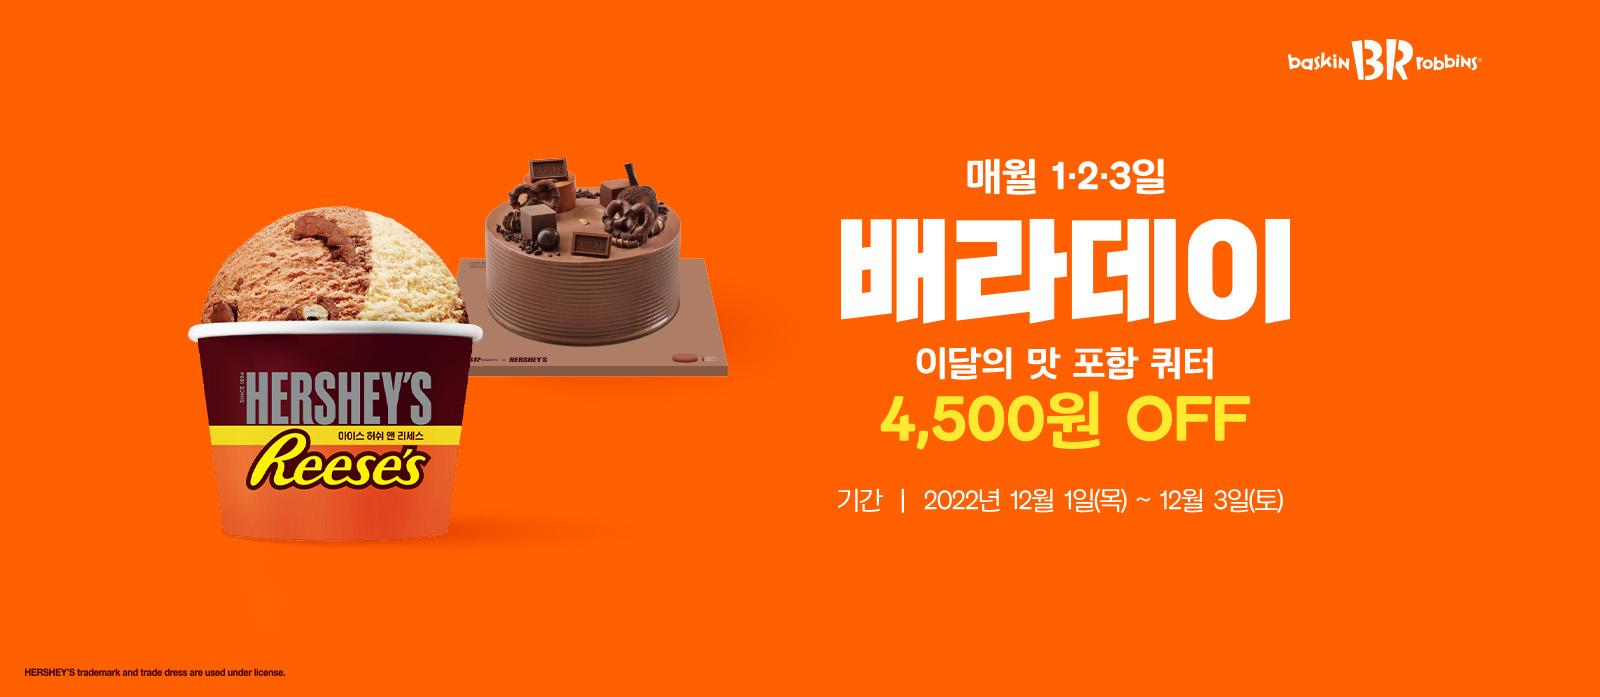 baskin BR robbins
매월 1·2·3일
배라데이
이달의 맛 포함 쿼터
4,500원 OFF
기간 | 2022년 12월 1일(목) ~ 12월 3일(토)
HERSHEY'S
아이스 허쉬 앤 리세스
Reese's
HERSHEY'S
HERSHEY'S trademark and trade dress are used under license.